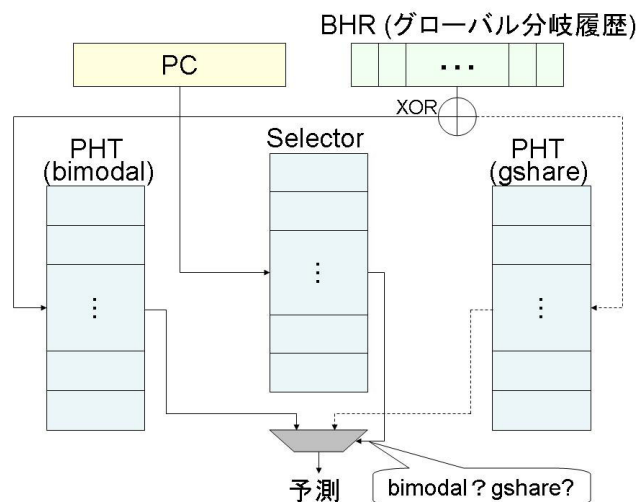 BHR (グローバル分岐履歴)
PC
...
XOR
Selector
PHT
(bimodal)
PHT
(gshare)
⋮
⋮
⋮
予測
bimodal？gshare?